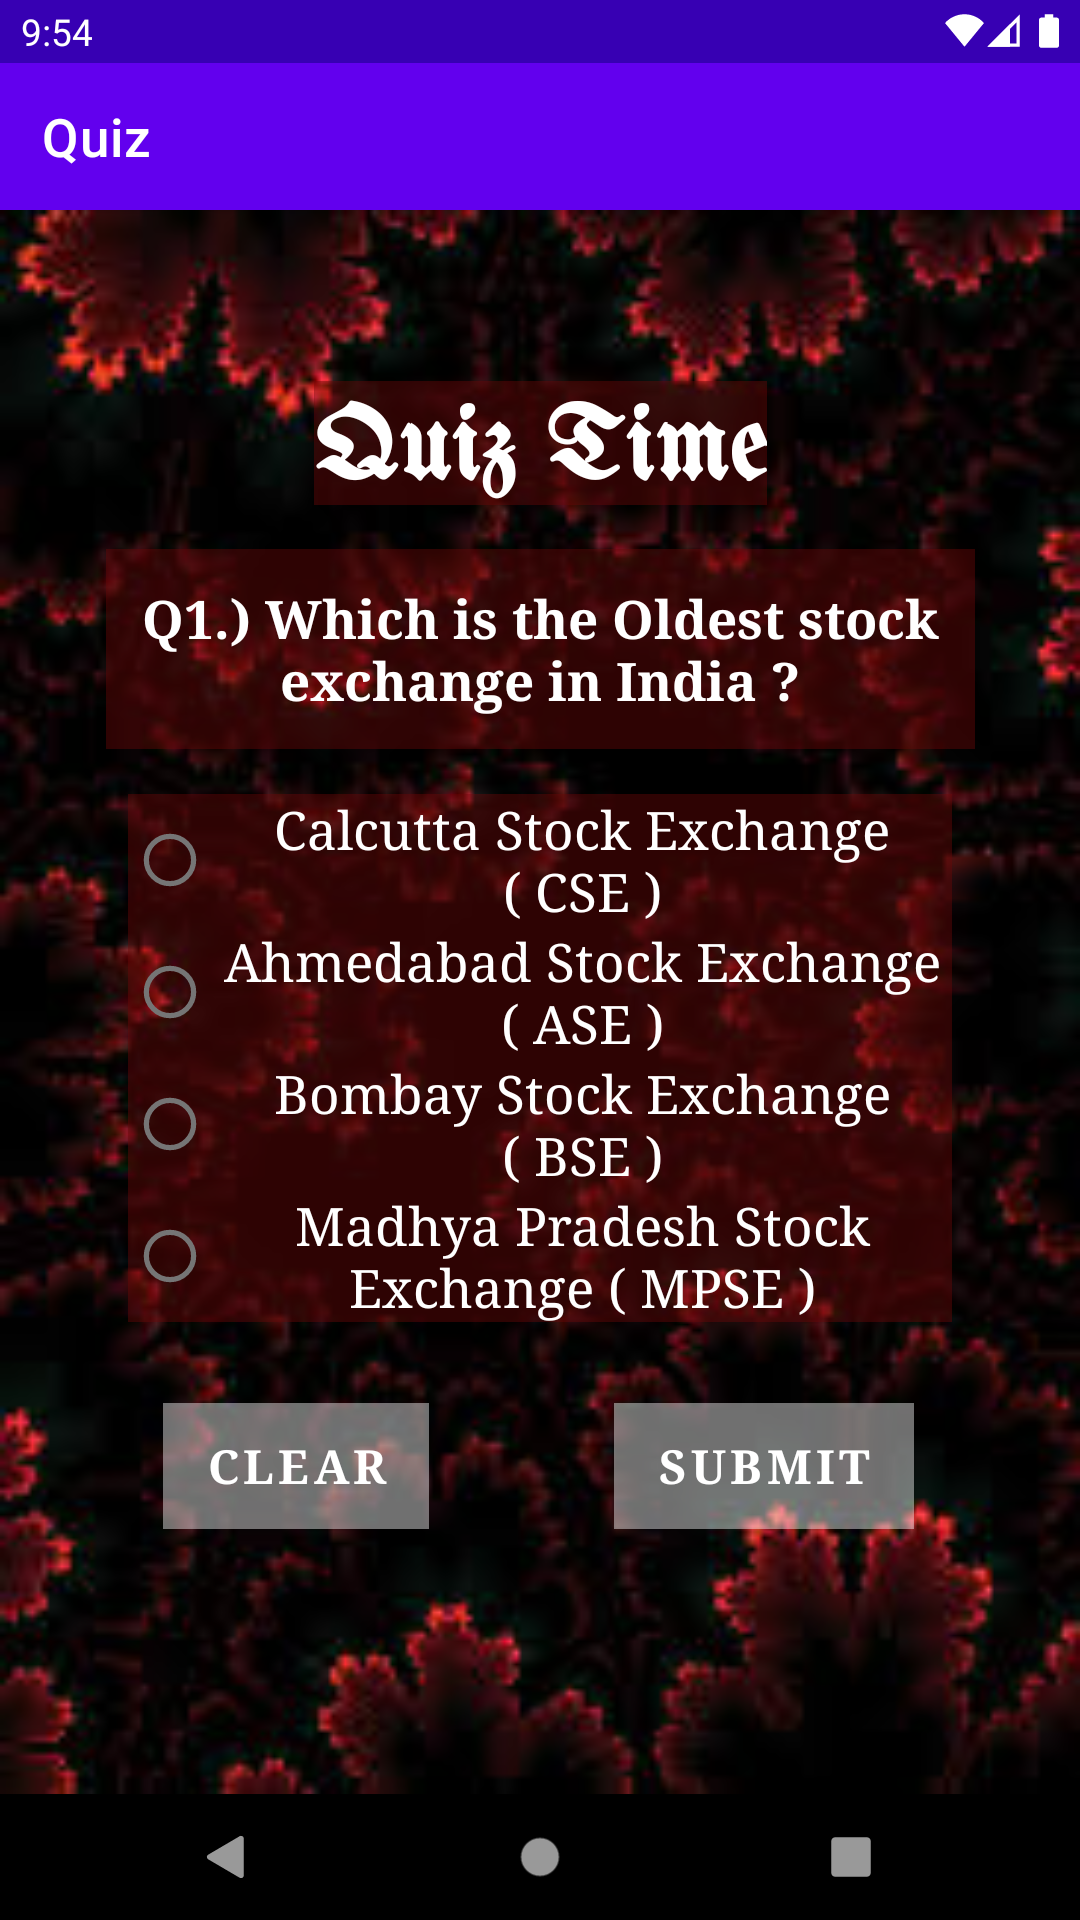 9:54
Quiz
Quiz Time
Q1.) Which is the Oldest stock
exchange in India ?
Calcutta Stock Exchange
( CSE )
Ahmedabad Stock Exchange
( ASE )
Bombay Stock Exchange
( BSE )
Madhya Pradesh Stock
Exchange ( MPSE )
CLEAR
SUBMIT